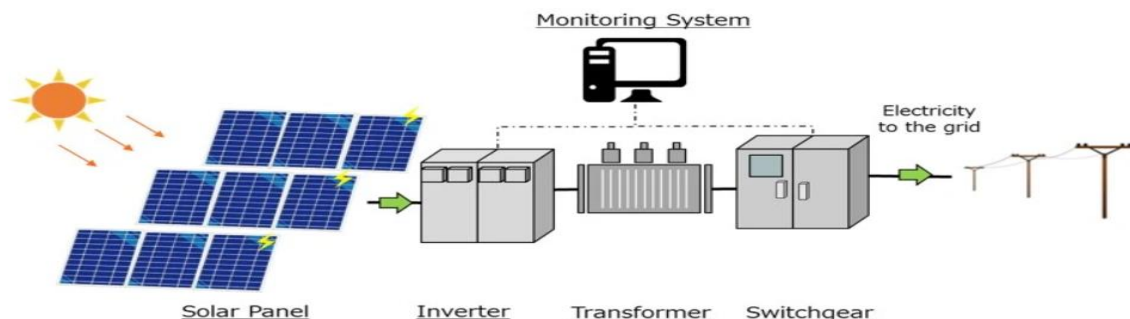 Monitoring System
Electricity
to the grid
Solar Panel
Inverter
Transformer
Switchgear